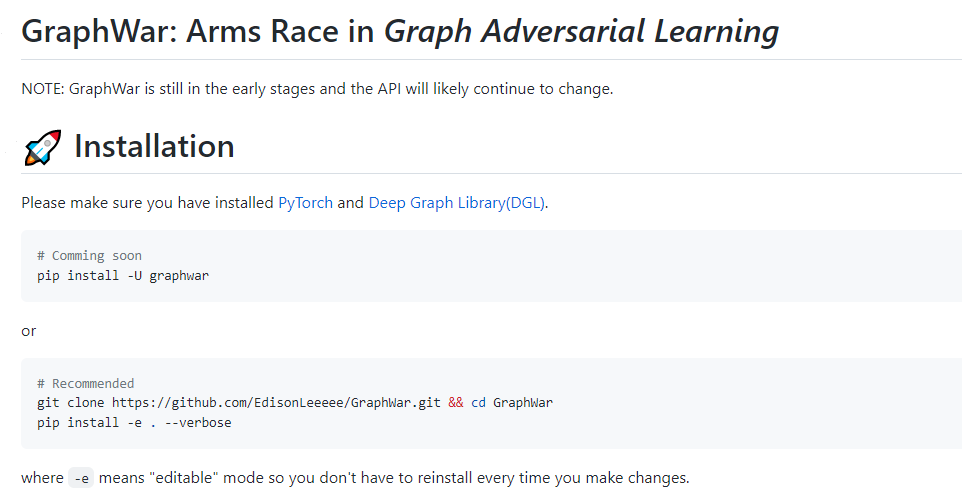 GraphWar: Arms Race in Graph Adversarial Learning
NOTE: GraphWar is still in the early stages and the API will likely continue to change.
🚀 Installation
Please make sure you have installed PyTorch and Deep Graph Library(DGL).
# Comming soon
pip install -U graphwar
or
# Recommended
git clone https://github.com/EdisonLeeeee/GraphWar.git && cd GraphWar
pip install -e . --verbose
where -e means "editable" mode so you don't have to reinstall every time you make changes.